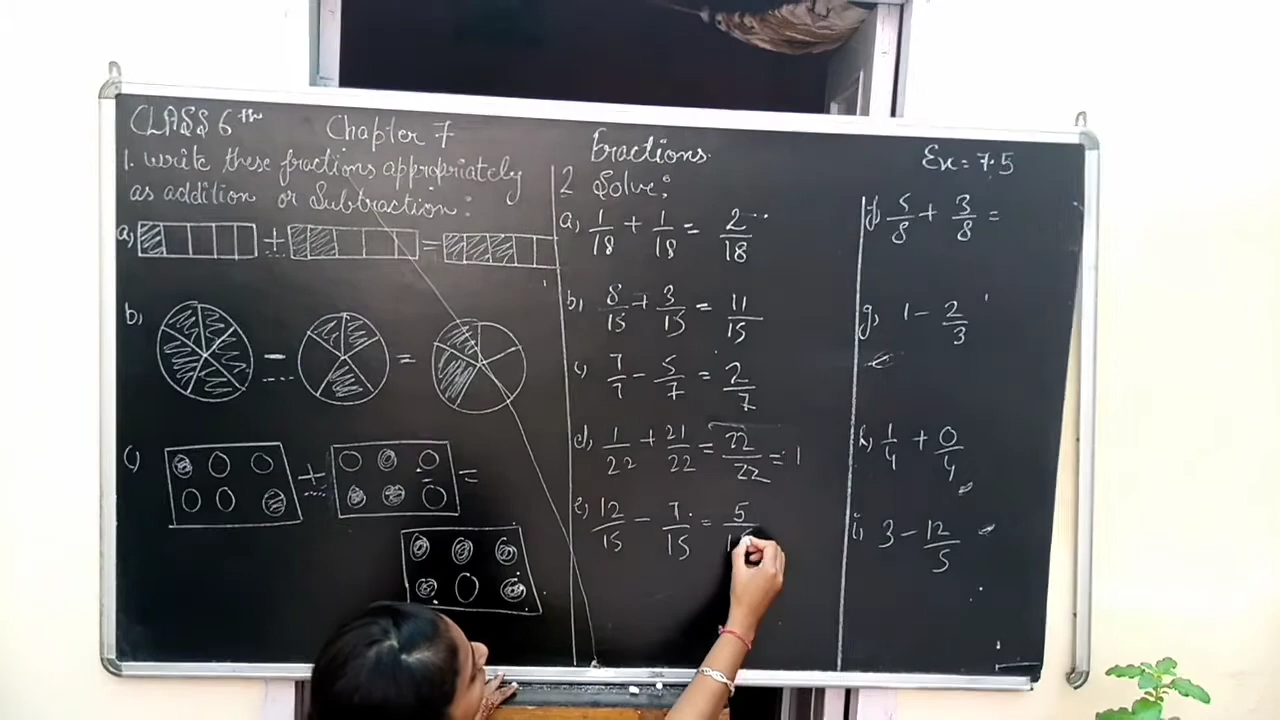 CLASS 6th Chapter 7 Fractions. Ex = 7.5
1. Write these fractions appropriately
as addition or Subtraction:
a) + =
b) - =
c) + =
2 Solve:
a) 1/18 + 1/18 = 2/18
b) 8/15 + 3/15 = 11/15
c) 7/7 - 5/7 = 2/7
d) 1/22 + 21/22 = 22/22 = 1
e) 12/15 - 7/15 = 5/
f) 5/8 + 3/8 =
g) 1 - 2/3
h) 1/4 + 0/4
i) 3 - 12/5